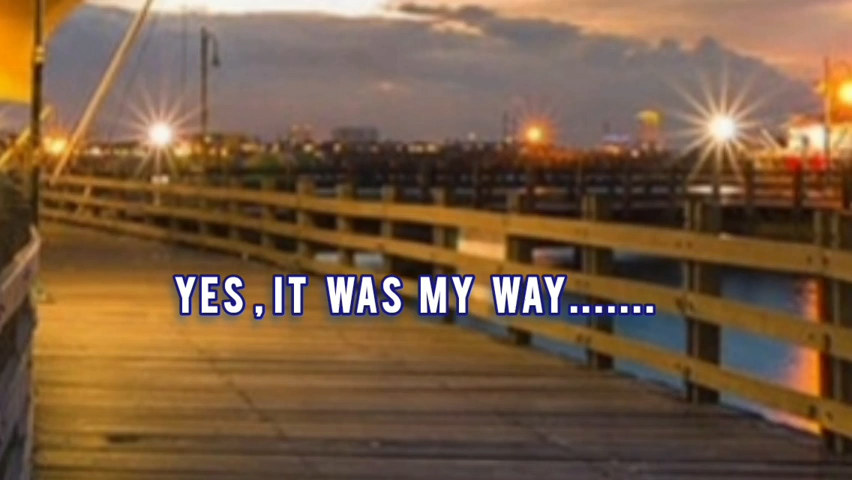 YES , IT WAS MY WAY.......